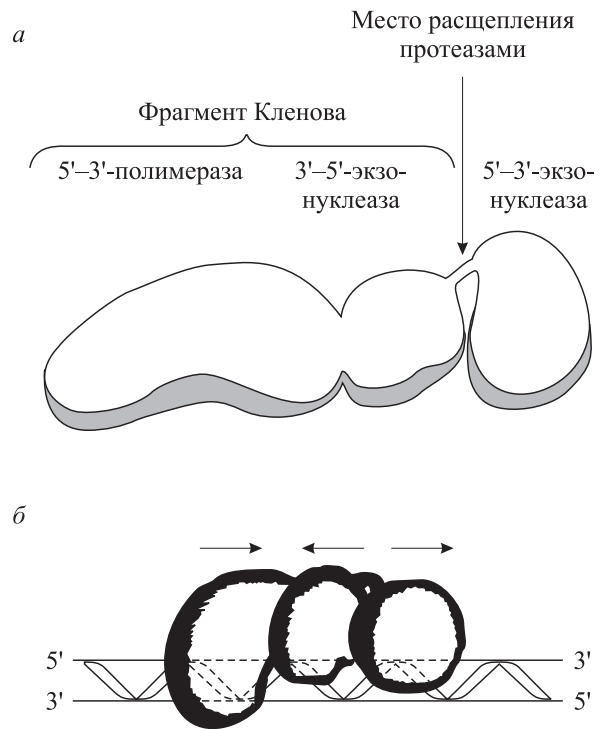 а
Место расщепления
протеазами
Фрагмент Кленова
5'–3'-полимераза
3'–5'-экзо-
нуклеаза
5'–3'-экзо-
нуклеаза
б
5'
3'
3'
5'